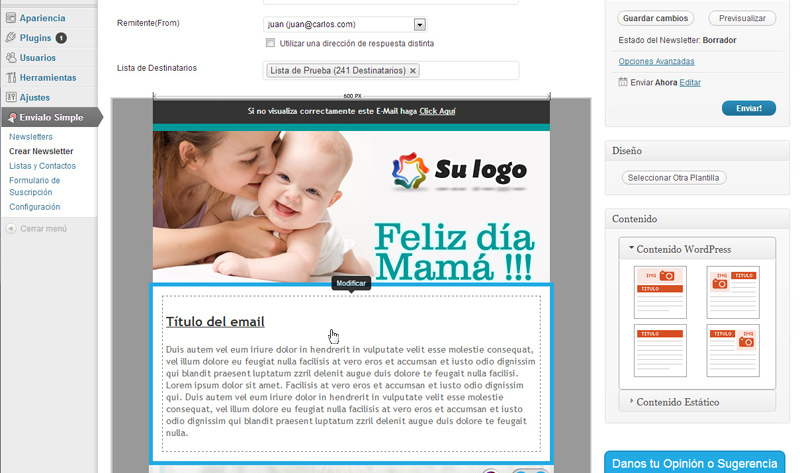 Apariencia
Plugins 1
Usuarios
Herramientas
Ajustes
Envialo Simple
Newsletters
Crear Newsletter
Listas y Contactos
Formulario de
Suscripción
Configuración
Cerrar menú
Remitente(From)
juan (juan@carlos.com)
Utilizar una dirección de respuesta distinta
Lista de Destinatarios
Lista de Prueba (241 Destinatarios) ×
600 PX
Si no visualiza correctamente este E-Mail haga Click Aquí
Su logo
Feliz día
Mamá !!!
Modificar
Título del email
Duis autem vel eum iriure dolor in hendrerit in vulputate velit esse molestie consequat,
vel illum dolore eu feugiat nulla facilisis at vero eros et accumsan et iusto odio dignissim
qui blandit praesent luptatum zzril delenit augue duis dolore te feugait nulla facilisi.
Lorem ipsum dolor sit amet. Facilisis at vero eros et accumsan et iusto odio dignissim
qui. Duis autem vel eum iriure dolor in hendrerit in vulputate velit esse molestie
consequat, vel illum dolore eu feugiat nulla facilisis at vero eros et accumsan et iusto
odio dignissim qui blandit praesent luptatum zzril delenit augue duis dolore te feugait
nulla.
Guardar cambios
Previsualizar
Estado del Newsletter: Borrador
Opciones Avanzadas
Enviar Ahora Editar
Enviar!
Diseño
Seleccionar Otra Plantilla
Contenido
Contenido WordPress
IMG
TITULO
IMG
TITULO
TITULO
TITULO
IMG
Contenido Estático
Danos tu Opinión o Sugerencia